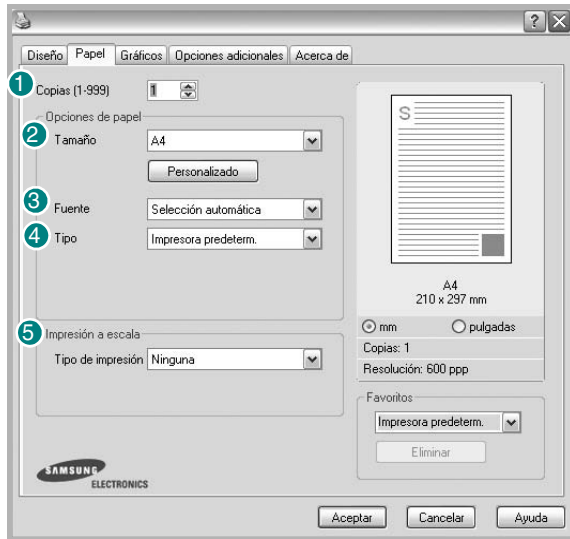 Diseño Papel Gráficos Opciones adicionales Acerca de
1 Copias (1-999) 1
Opciones de papel
2 Tamaño A4
Personalizado
3 Fuente Selección automática
4 Tipo Impresora predeterm.
5 Impresión a escala
Tipo de impresión Ninguna
S
A4
210 x 297 mm
mm pulgadas
Copias: 1
Resolución: 600 ppp
Favoritos
Impresora predeterm.
Eliminar
SAMSUNG
ELECTRONICS
Aceptar Cancelar Ayuda